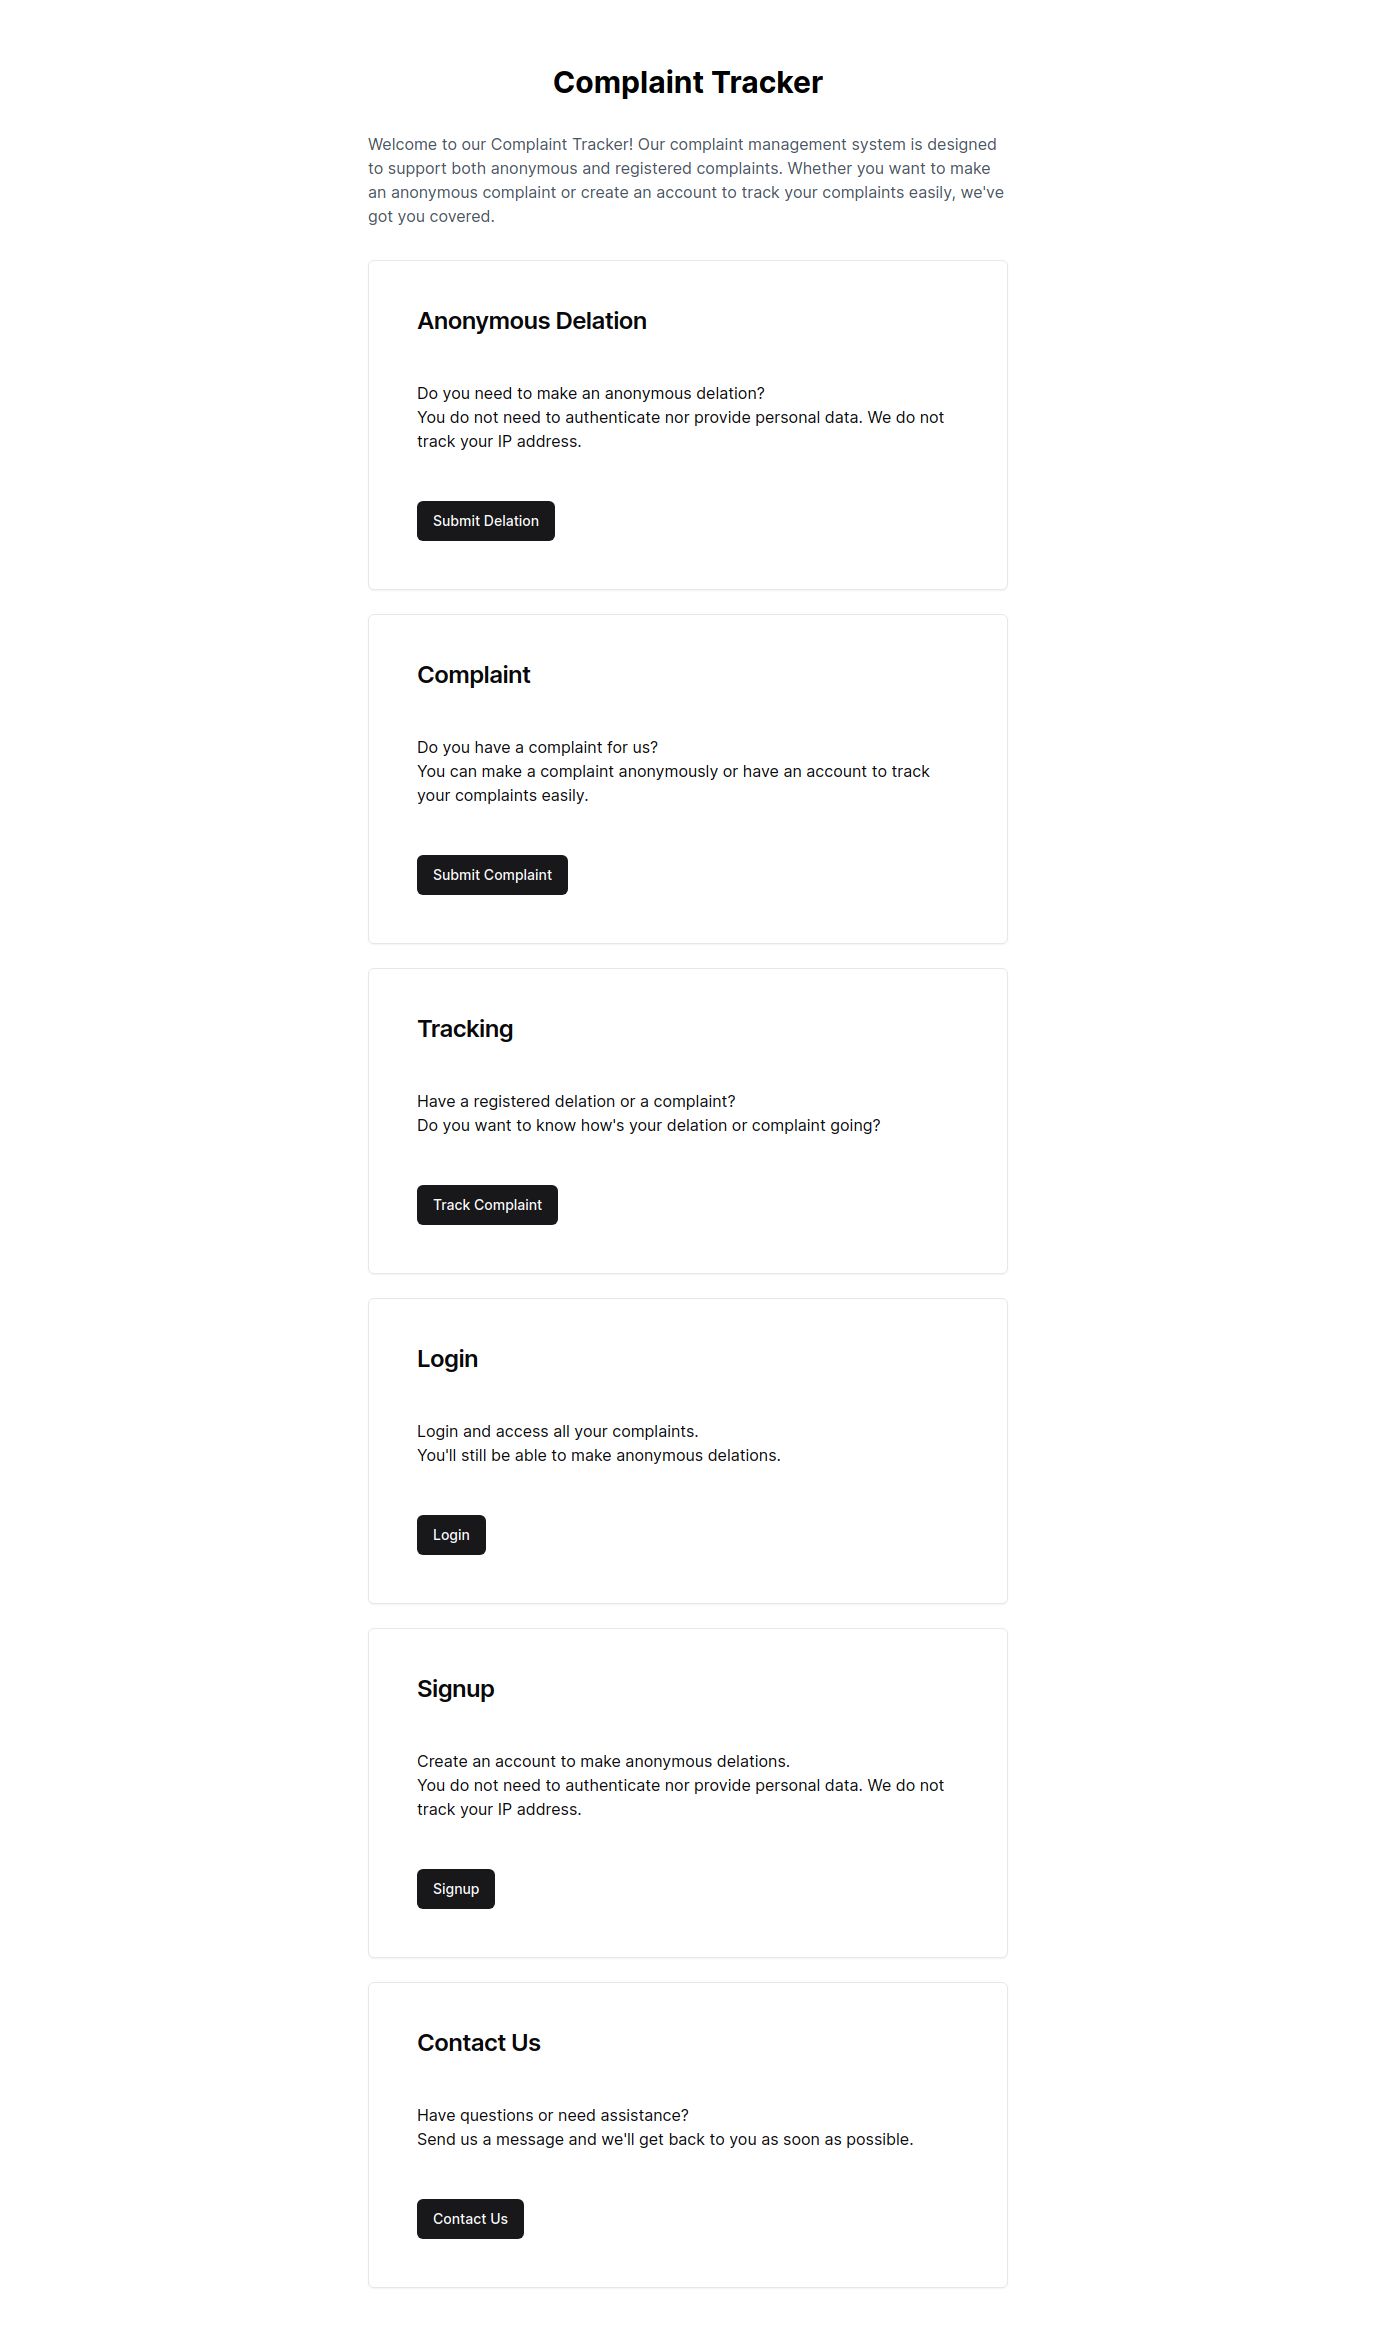 Complaint Tracker
Welcome to our Complaint Tracker! Our complaint management system is designed
to support both anonymous and registered complaints. Whether you want to make
an anonymous complaint or create an account to track your complaints easily, we've
got you covered.
Anonymous Delation
Do you need to make an anonymous delation?
You do not need to authenticate nor provide personal data. We do not
track your IP address.
Submit Delation
Complaint
Do you have a complaint for us?
You can make a complaint anonymously or have an account to track
your complaints easily.
Submit Complaint
Tracking
Have a registered delation or a complaint?
Do you want to know how's your delation or complaint going?
Track Complaint
Login
Login and access all your complaints.
You'll still be able to make anonymous delations.
Login
Signup
Create an account to make anonymous delations.
You do not need to authenticate nor provide personal data. We do not
track your IP address.
Signup
Contact Us
Have questions or need assistance?
Send us a message and we'll get back to you as soon as possible.
Contact Us